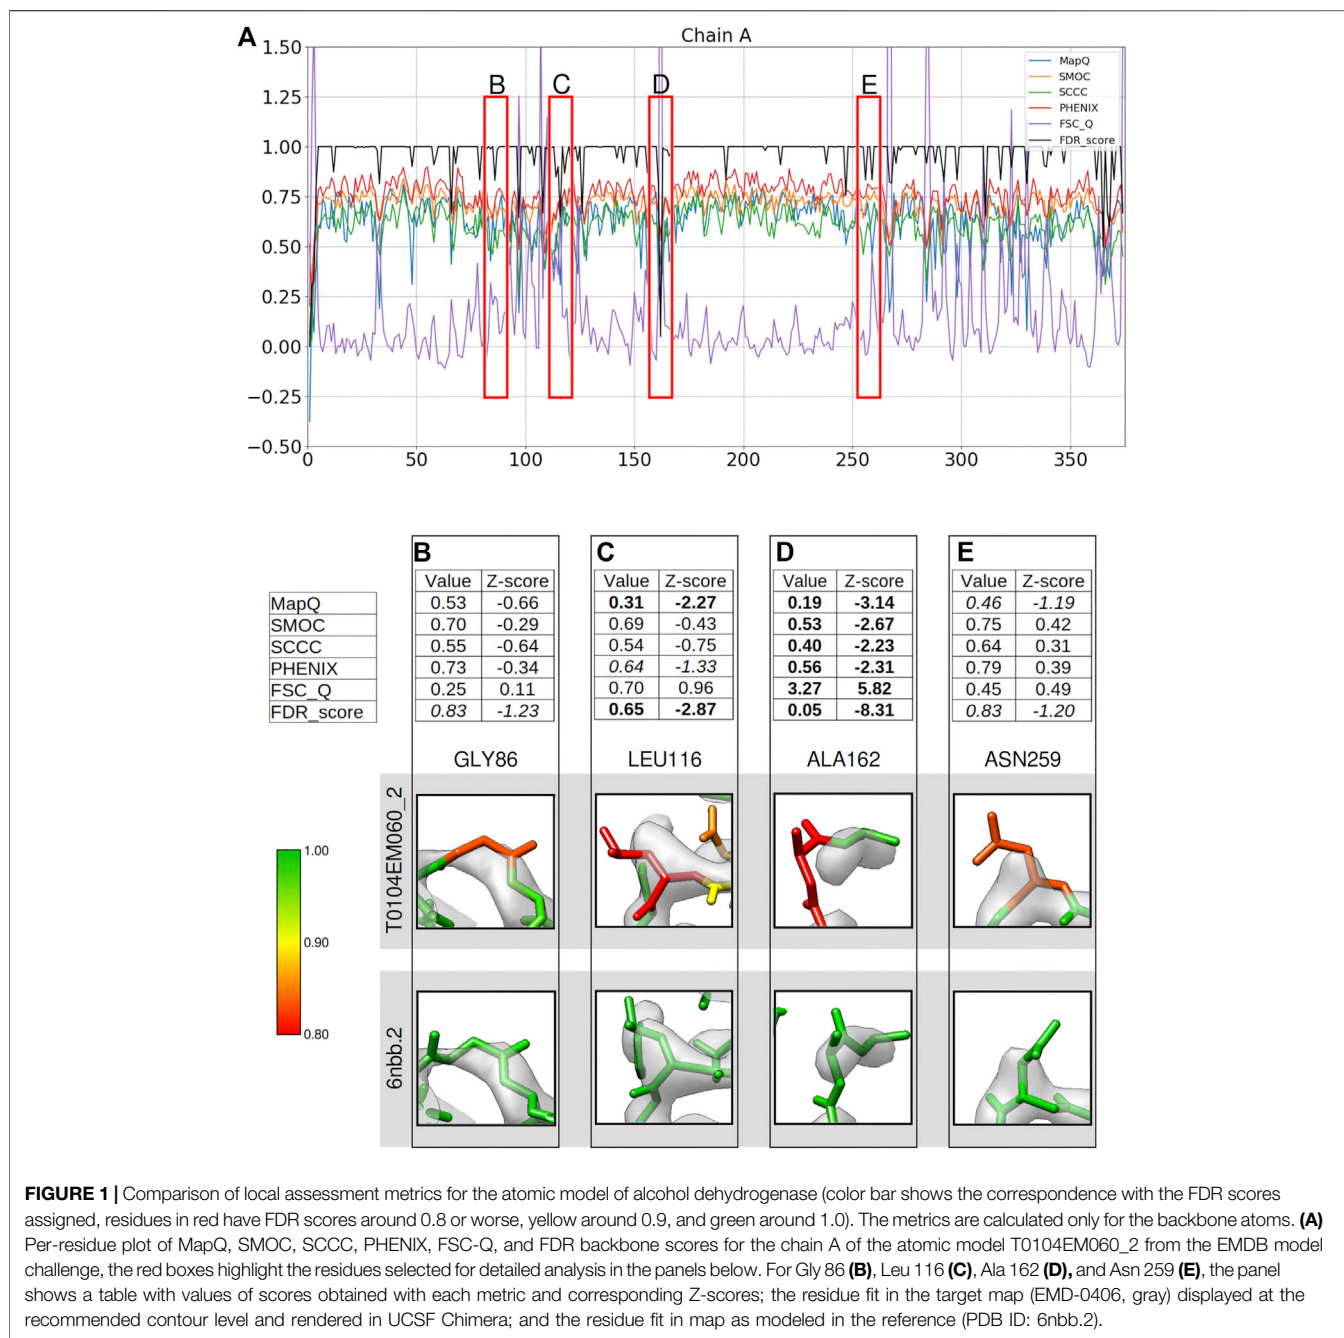 A
Chain A
1.50
1.25
1.00
0.75
0.50
0.25
0.00
−0.25
−0.50
0 50 100 150 200 250 300 350
B C D E
MapQ
SMOC
SCCC
PHENIX
FSC_Q
FDR_score
B C D E
Value Z-score Value Z-score Value Z-score Value Z-score
MapQ 0.53 -0.66 0.31 -2.27 0.19 -3.14 0.46 -1.19
SMOC 0.70 -0.29 0.69 -0.43 0.53 -2.67 0.75 0.42
SCCC 0.55 -0.64 0.54 -0.75 0.40 -2.23 0.64 0.31
PHENIX 0.73 -0.34 0.64 -1.33 0.56 -2.31 0.79 0.39
FSC_Q 0.25 0.11 0.70 0.96 3.27 5.82 0.45 0.49
FDR_score 0.83 -1.23 0.65 -2.87 0.05 -8.31 0.83 -1.20
GLY86 LEU116 ALA162 ASN259
T0104EM060_2
1.00
0.90
0.80
6nbb.2
FIGURE 1 | Comparison of local assessment metrics for the atomic model of alcohol dehydrogenase (color bar shows the correspondence with the FDR scores
assigned, residues in red have FDR scores around 0.8 or worse, yellow around 0.9, and green around 1.0). The metrics are calculated only for the backbone atoms. (A)
Per-residue plot of MapQ, SMOC, SCCC, PHENIX, FSC-Q, and FDR backbone scores for the chain A of the atomic model T0104EM060_2 from the EMDB model
challenge, the red boxes highlight the residues selected for detailed analysis in the panels below. For Gly 86 (B), Leu 116 (C), Ala 162 (D), and Asn 259 (E), the panel
shows a table with values of scores obtained with each metric and corresponding Z-scores; the residue fit in the target map (EMD-0406, gray) displayed at the
recommended contour level and rendered in UCSF Chimera; and the residue fit in map as modeled in the reference (PDB ID: 6nbb.2).